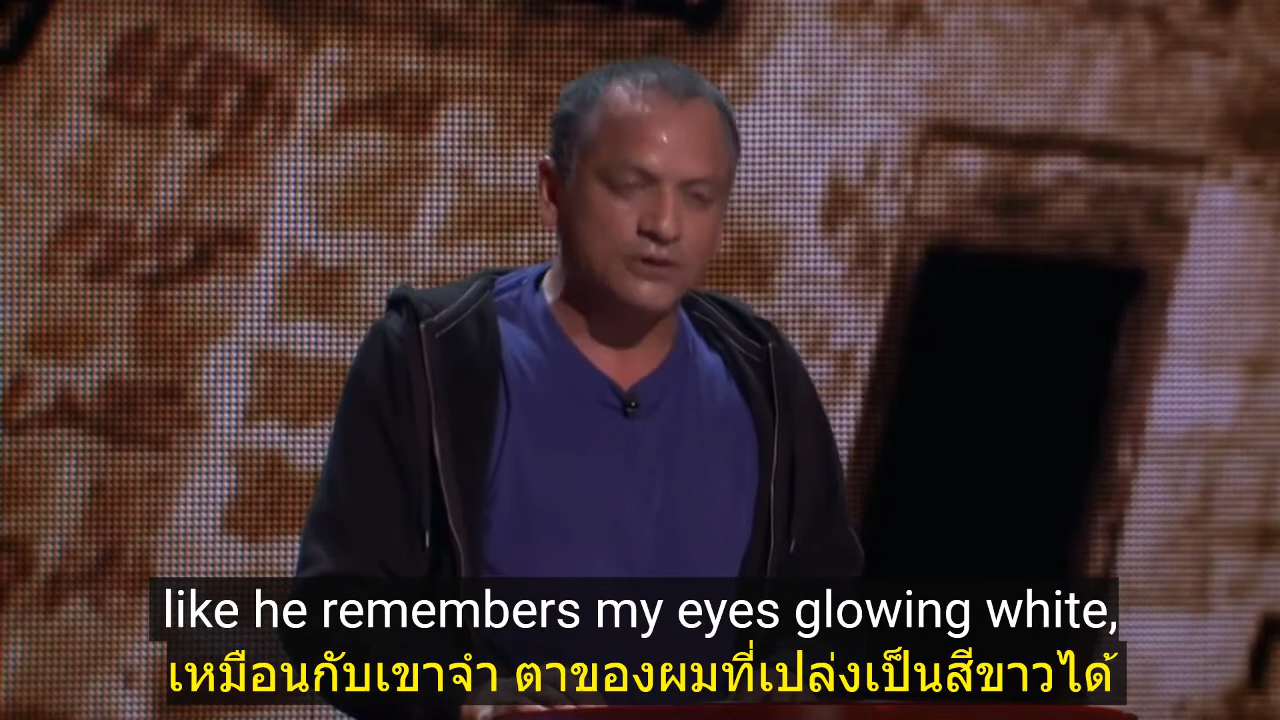 like he remembers my eyes glowing white,
เหมือนกับเขาจำ ตาของผมที่เปล่งเป็นสีขาวได้